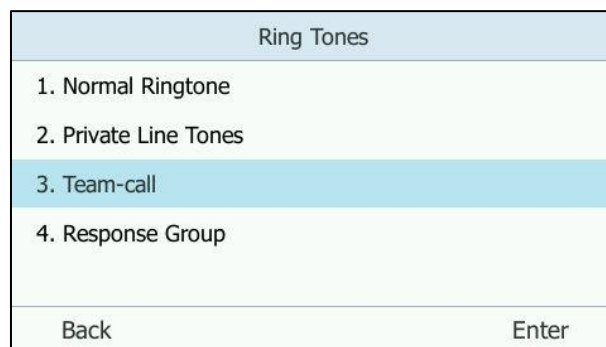 Ring Tones
1. Normal Ringtone
2. Private Line Tones
3. Team-call
4. Response Group
Back Enter